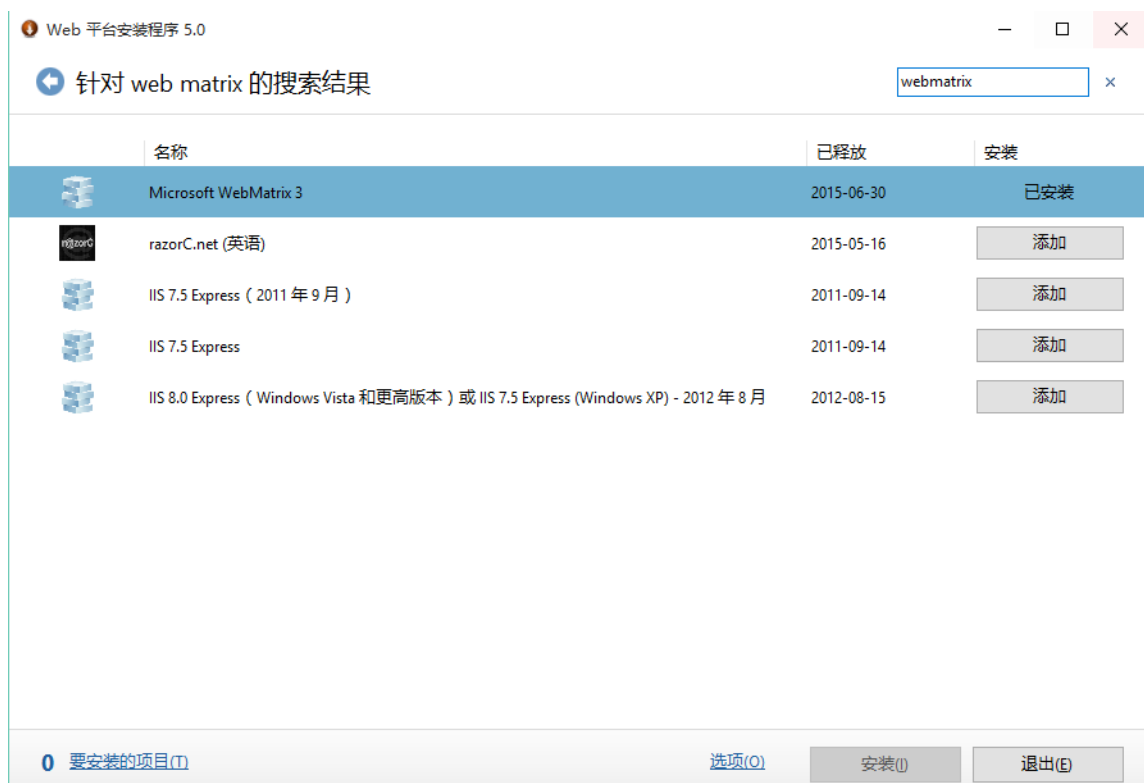 Web 平台安装程序 5.0
针对 web matrix 的搜索结果
webmatrix
名称 已释放 安装
Microsoft WebMatrix 3 2015-06-30 已安装
n@zorC razorC.net (英语) 2015-05-16 添加
IIS 7.5 Express ( 2011 年 9 月 ) 2011-09-14 添加
IIS 7.5 Express 2011-09-14 添加
IIS 8.0 Express ( Windows Vista 和更高版本 ) 或 IIS 7.5 Express (Windows XP) - 2012 年 8 月 2012-08-15 添加
0 要安装的项目(T) 选项(O) 安装(I) 退出(E)